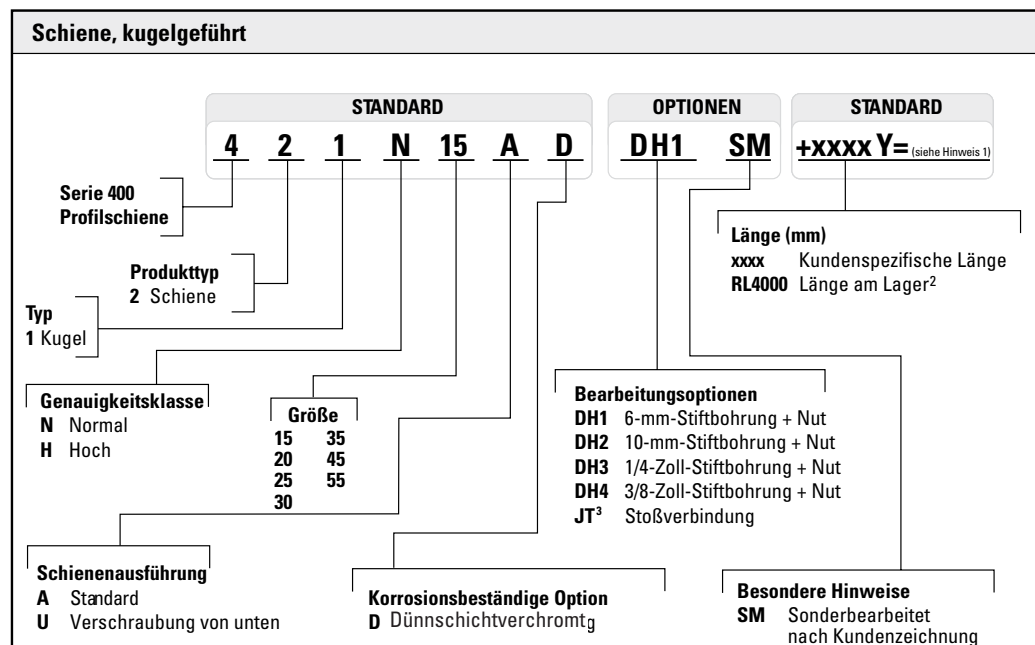 Schiene, kugelgeführt
STANDARD OPTIONEN STANDARD
4 2 1 N 15 A D DH1 SM +xxxx Y= (siehe Hinweis 1)
Serie 400
Profilschiene
Produkttyp
2 Schiene
Typ
1 Kugel
Genauigkeitsklasse
N Normal
H Hoch
Größe
15 35
20 45
25 55
30
Länge (mm)
xxxx Kundenspezifische Länge
RL4000 Länge am Lager²
Bearbeitungsoptionen
DH1 6-mm-Stiftbohrung + Nut
DH2 10-mm-Stiftbohrung + Nut
DH3 1/4-Zoll-Stiftbohrung + Nut
DH4 3/8-Zoll-Stiftbohrung + Nut
JT³ Stoßverbindung
Schienenausführung
A Standard
U Verschraubung von unten
Korrosionsbeständige Option
D Dünnschichtverchromtg
Besondere Hinweise
SM Sonderbearbeitet
nach Kundenzeichnung